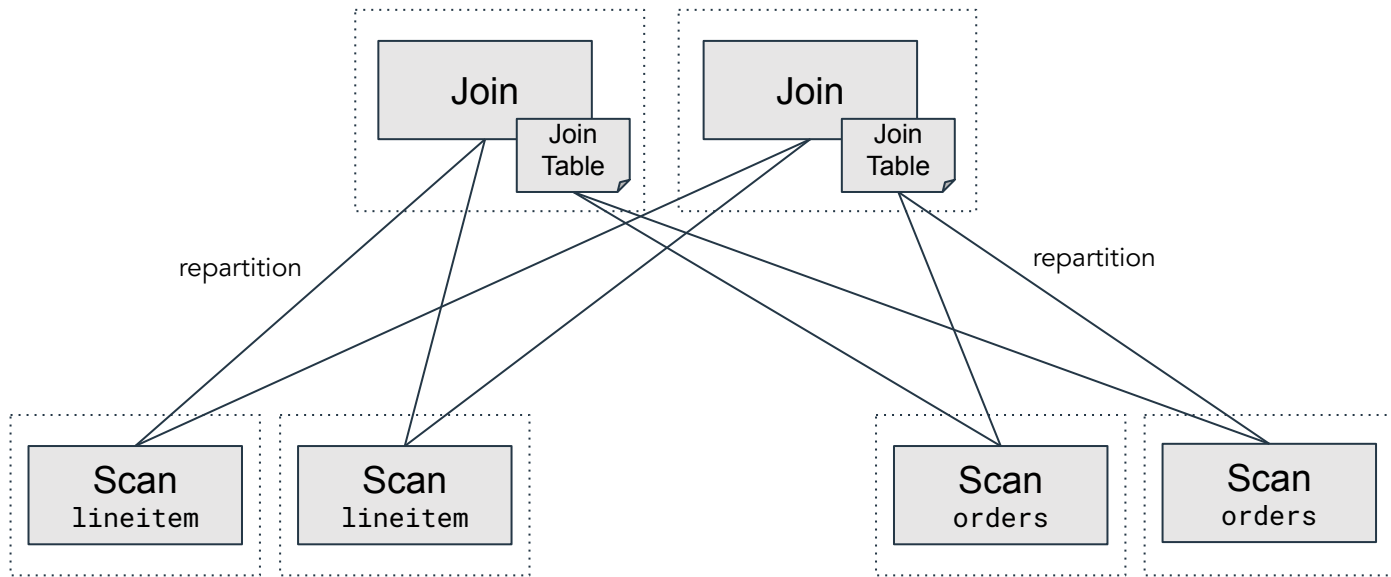 Join
Join
Table
Join
Join
Table
repartition
repartition
Scan
lineitem
Scan
lineitem
Scan
orders
Scan
orders